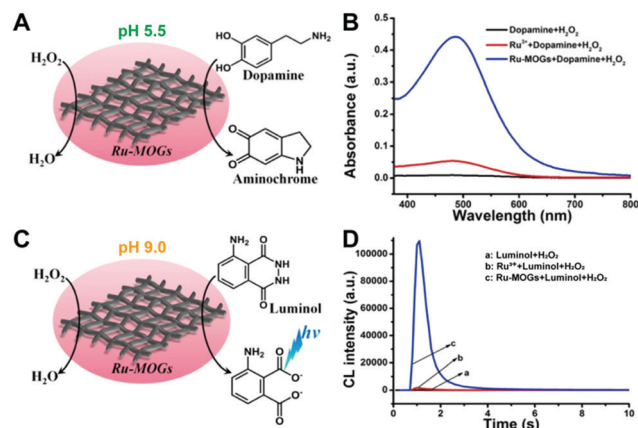 A
pH 5.5
H₂O₂
H₂O
Ru-MOGs
HO
HO
NH₂
Dopamine
O
O
N
H
Aminochrome
B
Absorbance (a.u.)
0.5
0.4
0.3
0.2
0.1
0.0
400 500 600 700 800
Wavelength (nm)
Dopamine+H₂O₂
Ru³⁺+Dopamine+H₂O₂
Ru-MOGs+Dopamine+H₂O₂
C
pH 9.0
H₂O₂
H₂O
Ru-MOGs
NH₂
O
NH
NH
O
Luminol
hν
NH₂
O
O⁻
O⁻
O
D
CL intensity (a.u.)
100000
80000
60000
40000
20000
0
0 2 4 6 8 10
Time (s)
a: Luminol+H₂O₂
b: Ru³⁺+Luminol+H₂O₂
c: Ru-MOGs+Luminol+H₂O₂
c
b
a